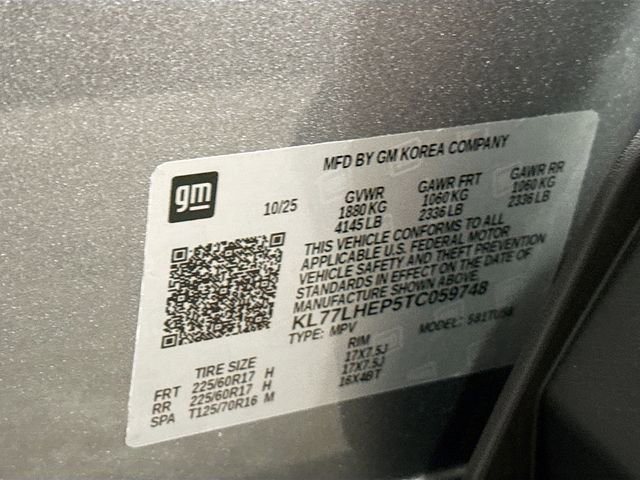 MFD BY GM KOREA COMPANY
gm
10/25
GVWR GAWR FRT GAWR RR
1880 KG 1060 KG 1060 KG
4145 LB 2336 LB 2336 LB
THIS VEHICLE CONFORMS TO ALL
APPLICABLE U.S. FEDERAL MOTOR
VEHICLE SAFETY AND THEFT PREVENTION
STANDARDS IN EFFECT ON THE DATE OF
MANUFACTURE SHOWN ABOVE.
KL77LHEP5TC059748
TYPE: MPV MODEL:
TIRE SIZE RIM
FRT 225/60R17 H 17X7.5J
RR 225/60R17 H 17X7.5J
SPA T125/70R16 M 16X4BT